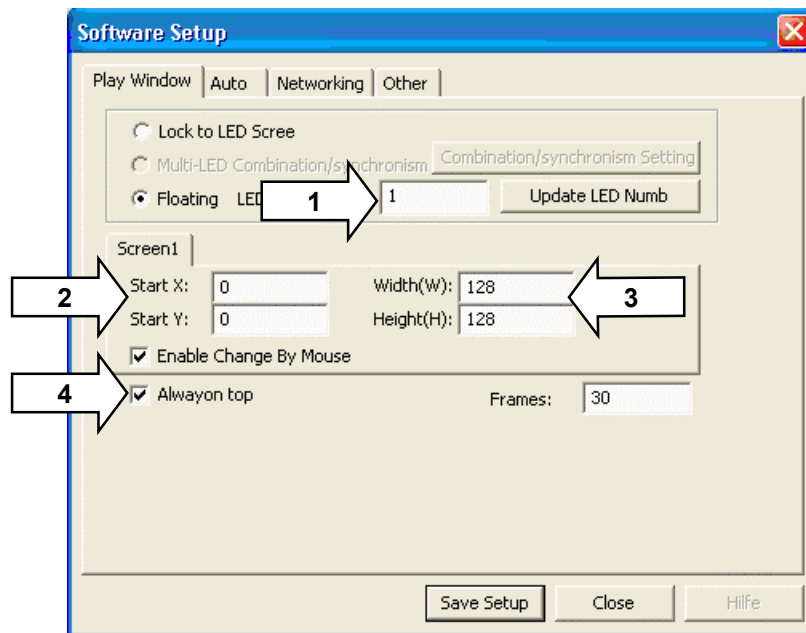 Software Setup
Play Window Auto Networking Other
Lock to LED Scree
Multi-LED Combination/synchronism Combination/synchronism Setting
Floating LED 1 1 Update LED Numb
Screen1
Start X: 0 Width(W): 128
2 3
Start Y: 0 Height(H): 128
Enable Change By Mouse
4 Alwayon top Frames: 30
Save Setup Close Hilfe